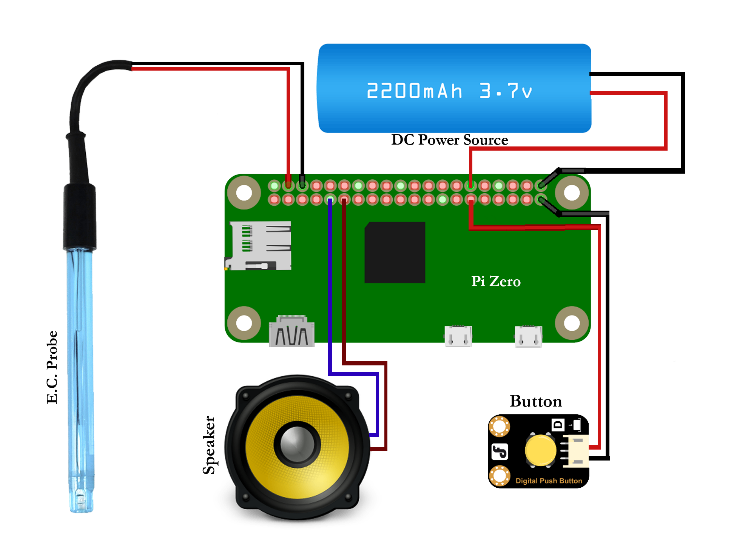 2200mAh 3.7v
DC Power Source
Pi Zero
E.C. Probe
Speaker
Button
D
Digital Push Button